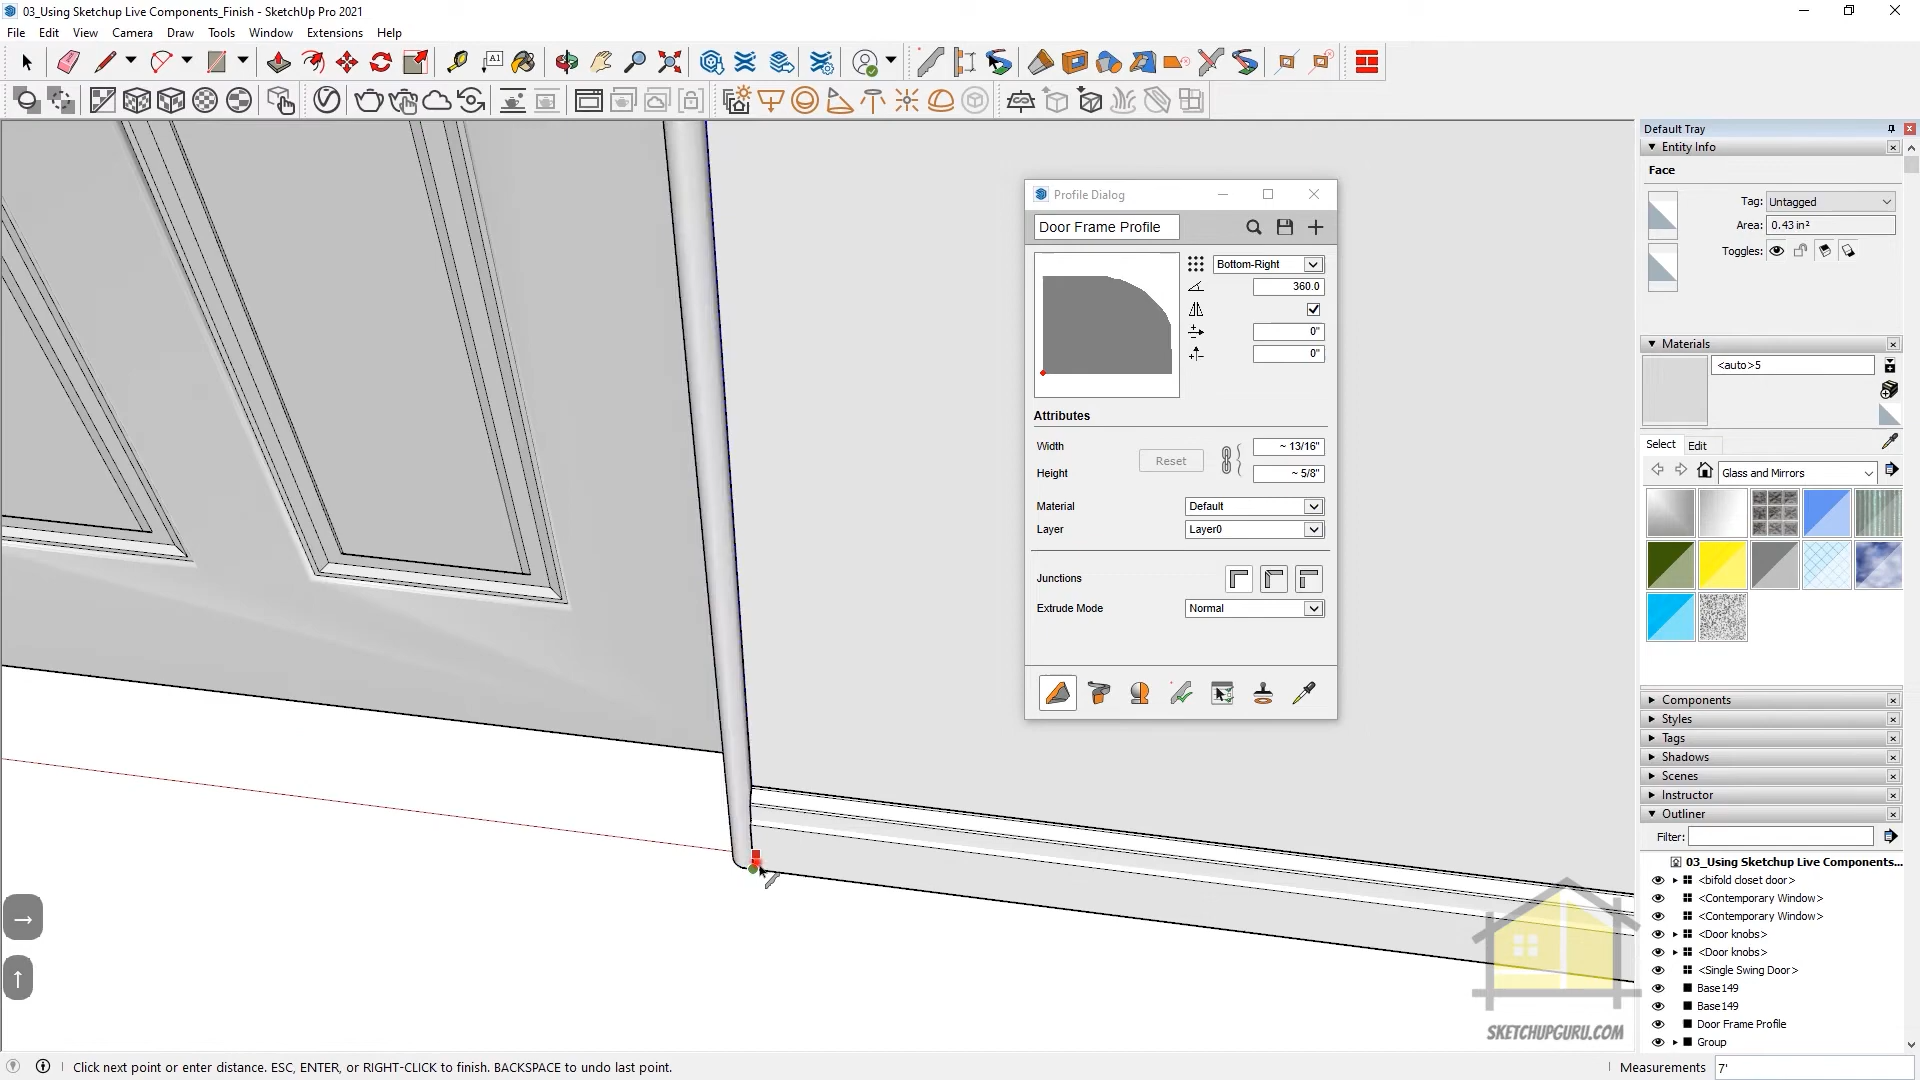 03_Using Sketchup Live Components_Finish - SketchUp Pro 2021
File Edit View Camera Draw Tools Window Extensions Help
A1
Default Tray
Entity Info
Face
Tag: Untagged
Area: 0.43 in²
Toggles:
Materials
<auto>5
Select Edit
Glass and Mirrors
Components
Styles
Tags
Shadows
Scenes
Instructor
Outliner
Filter:
03_Using Sketchup Live Components...
<bifold closet door>
<Contemporary Window>
<Contemporary Window>
<Door knobs>
<Door knobs>
<Single Swing Door>
Base149
Base149
Door Frame Profile
Group
Profile Dialog
Door Frame Profile
Bottom-Right
360.0
0"
0"
Attributes
Width ~ 13/16"
Reset
Height ~ 5/8"
Material Default
Layer Layer0
Junctions
Extrude Mode Normal
SKETCHUPGURU.COM
Click next point or enter distance. ESC, ENTER, or RIGHT-CLICK to finish. BACKSPACE to undo last point.
Measurements 7'